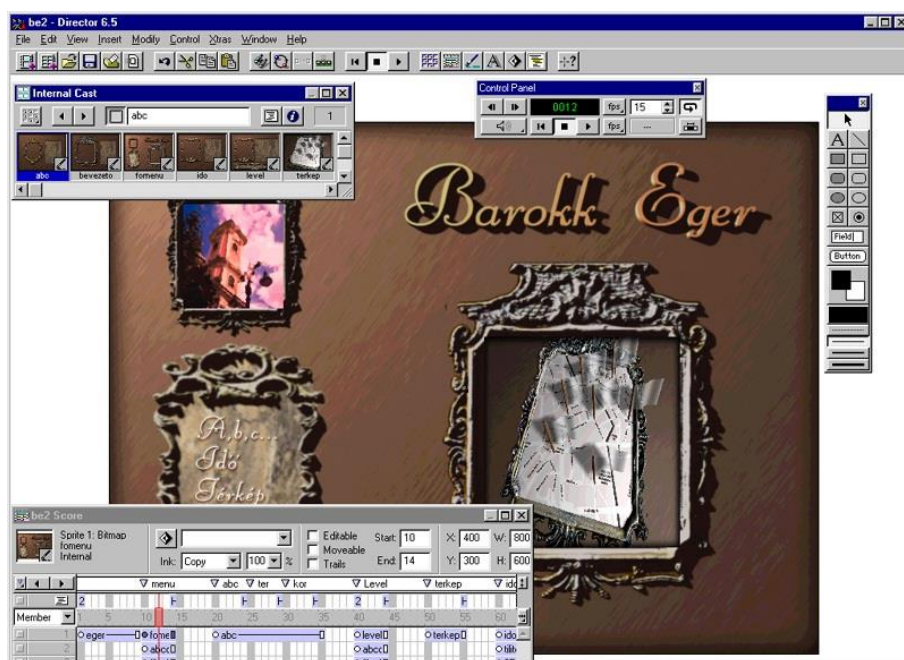 be2 - Director 6.5
File Edit View Insert Modify Control Xtras Window Help
Internal Cast
abc
1
abc bevezeto fomenu ido level terkep
Control Panel
0012 fps 15
fps ---
A
Field
Button
Barokk Eger
A,b,c...
Idő
Térkép
be2 Score
Sprite 1: Bitmap
fomenu
Internal
Editable
Moveable
Trails
Start: 10
End: 14
X: 400 W: 800
Y: 300 H: 600
Ink: Copy 100 %
menu abc ter kor Level terkep ido
2 2
Member 1 5 10 15 20 25 30 35 40 45 50 55 60
1 eger fome abc level terkep ido
2 abcc abcc